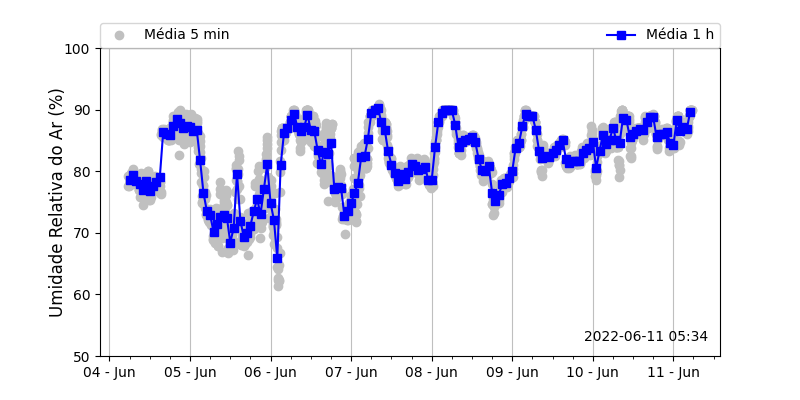 Média 5 min
Média 1 h
Umidade Relativa do Ar (%)
100
90
80
70
60
50
2022-06-11 05:34
04 - Jun
05 - Jun
06 - Jun
07 - Jun
08 - Jun
09 - Jun
10 - Jun
11 - Jun